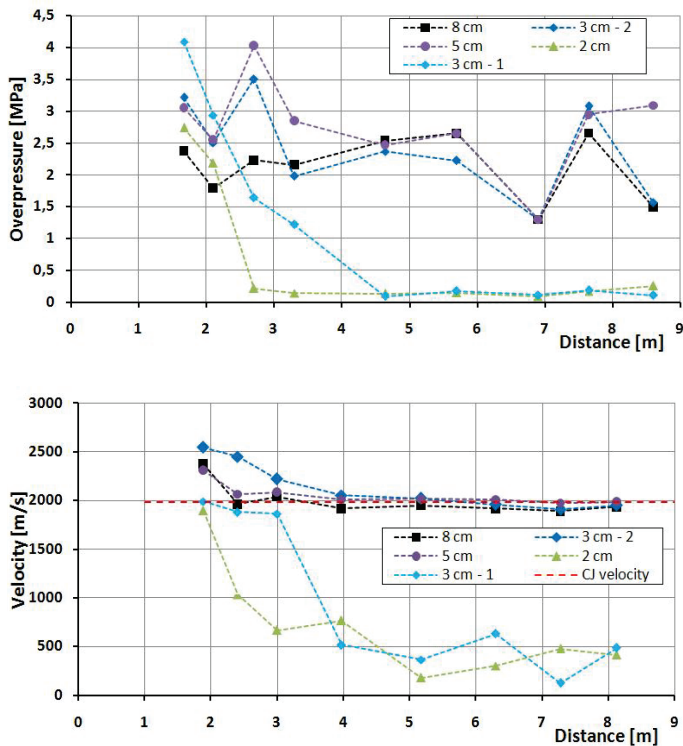 4,5
4
3,5
3
2,5
2
1,5
1
0,5
0
Overpressure [MPa]
8 cm
3 cm - 2
5 cm
2 cm
3 cm - 1
0 1 2 3 4 5 6 7 8 9
Distance [m]
3000
2500
2000
1500
1000
500
0
Velocity [m/s]
8 cm
3 cm - 2
5 cm
2 cm
3 cm - 1
CJ velocity
0 1 2 3 4 5 6 7 8 9
Distance [m]